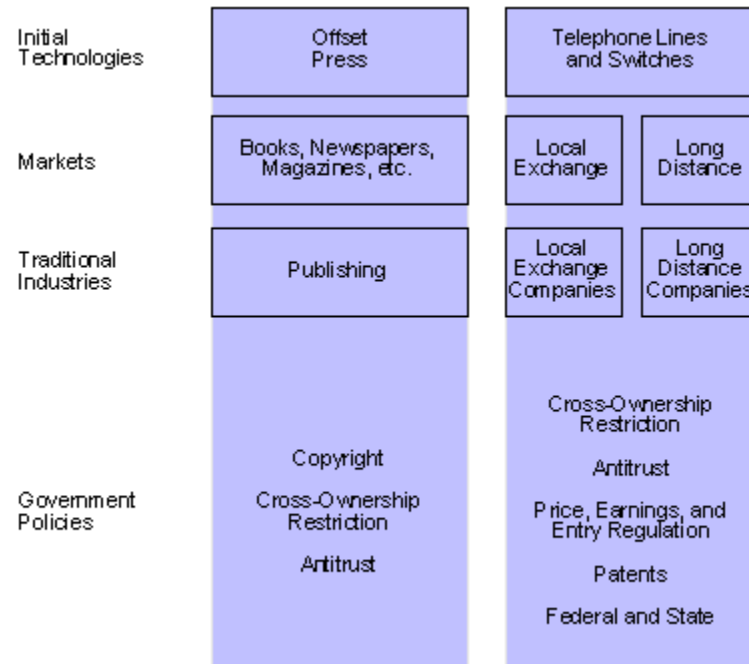 Initial
Technologies
Offset
Press
Telephone Lines
and Switches
Markets
Books, Newspapers,
Magazines, etc.
Local
Exchange
Long
Distance
Traditional
Industries
Publishing
Local
Exchange
Companies
Long
Distance
Companies
Government
Policies
Copyright
Cross-Ownership
Restriction
Antitrust
Cross-Ownership
Restriction
Antitrust
Price, Earnings, and
Entry Regulation
Patents
Federal and State